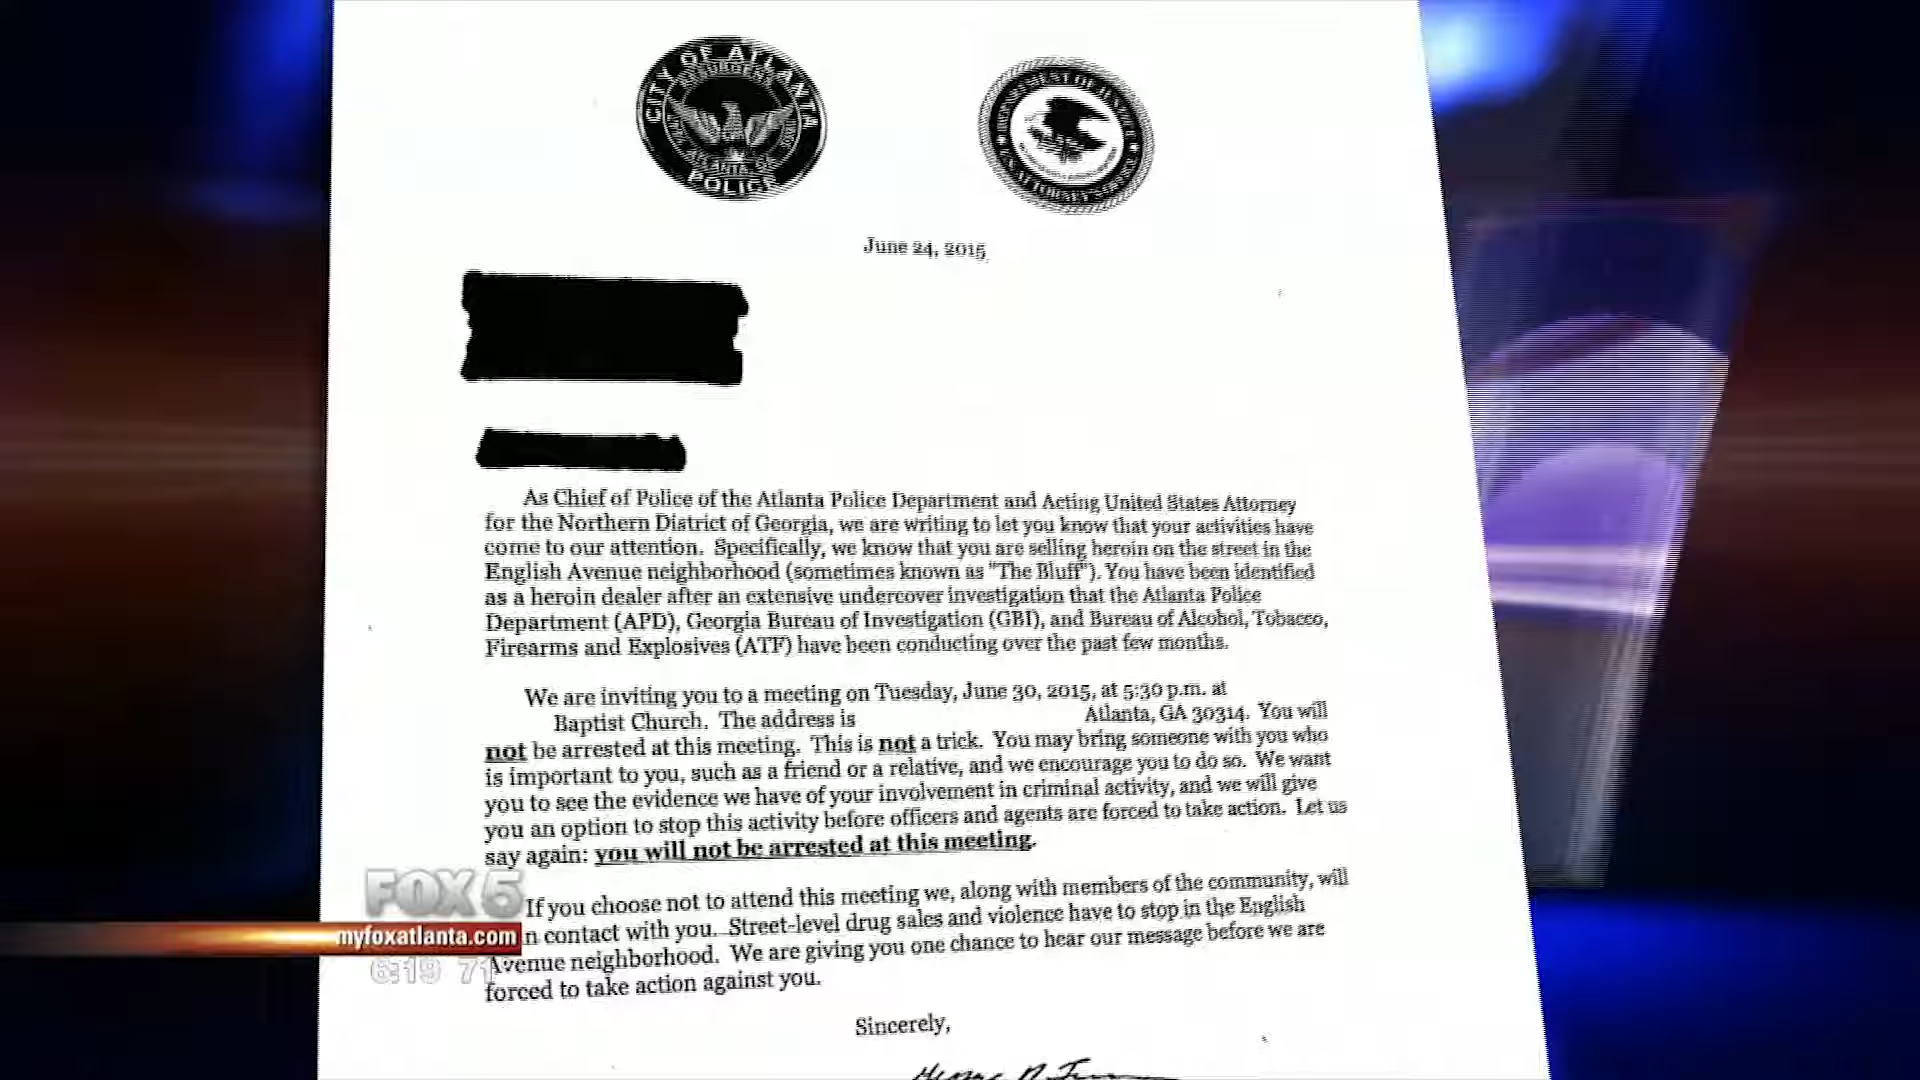 CITY OF ATLANTA
POLICE
June 24, 2015
As Chief of Police of the Atlanta Police Department and Acting United States Attorney
for the Northern District of Georgia, we are writing to let you know that your activities have
come to our attention. Specifically, we know that you are selling heroin on the street in the
English Avenue neighborhood (sometimes known as "The Bluff"). You have been identified
as a heroin dealer after an extensive undercover investigation that the Atlanta Police
Department (APD), Georgia Bureau of Investigation (GBI), and Bureau of Alcohol, Tobacco,
Firearms and Explosives (ATF) have been conducting over the past few months.
We are inviting you to a meeting on Tuesday, June 30, 2015, at 5:30 p.m. at
Baptist Church. The address is Atlanta, GA 30314. You will
not be arrested at this meeting. This is not a trick. You may bring someone with you who
is important to you, such as a friend or a relative, and we encourage you to do so. We want
you to see the evidence we have of your involvement in criminal activity, and we will give
you an option to stop this activity before officers and agents are forced to take action. Let us
say again: you will not be arrested at this meeting.
If you choose not to attend this meeting we, along with members of the community, will
n contact with you. Street-level drug sales and violence have to stop in the English
Avenue neighborhood. We are giving you one chance to hear our message before we are
forced to take action against you.
Sincerely,
FOX 5
myfoxatlanta.com
6:19 71